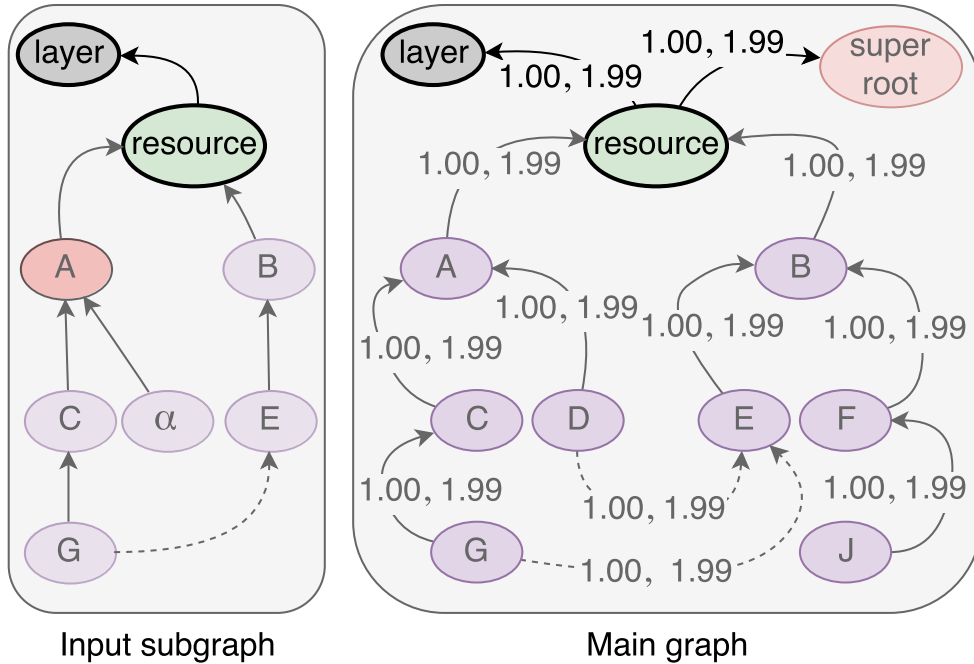 layer
resource
A
B
C
α
E
G
Input subgraph
layer
1.00, 1.99
1.00, 1.99
super
root
resource
1.00, 1.99
1.00, 1.99
A
B
1.00, 1.99
1.00, 1.99
1.00, 1.99
1.00, 1.99
C
D
E
F
1.00, 1.99
1.00, 1.99
1.00, 1.99
G
1.00, 1.99
J
Main graph